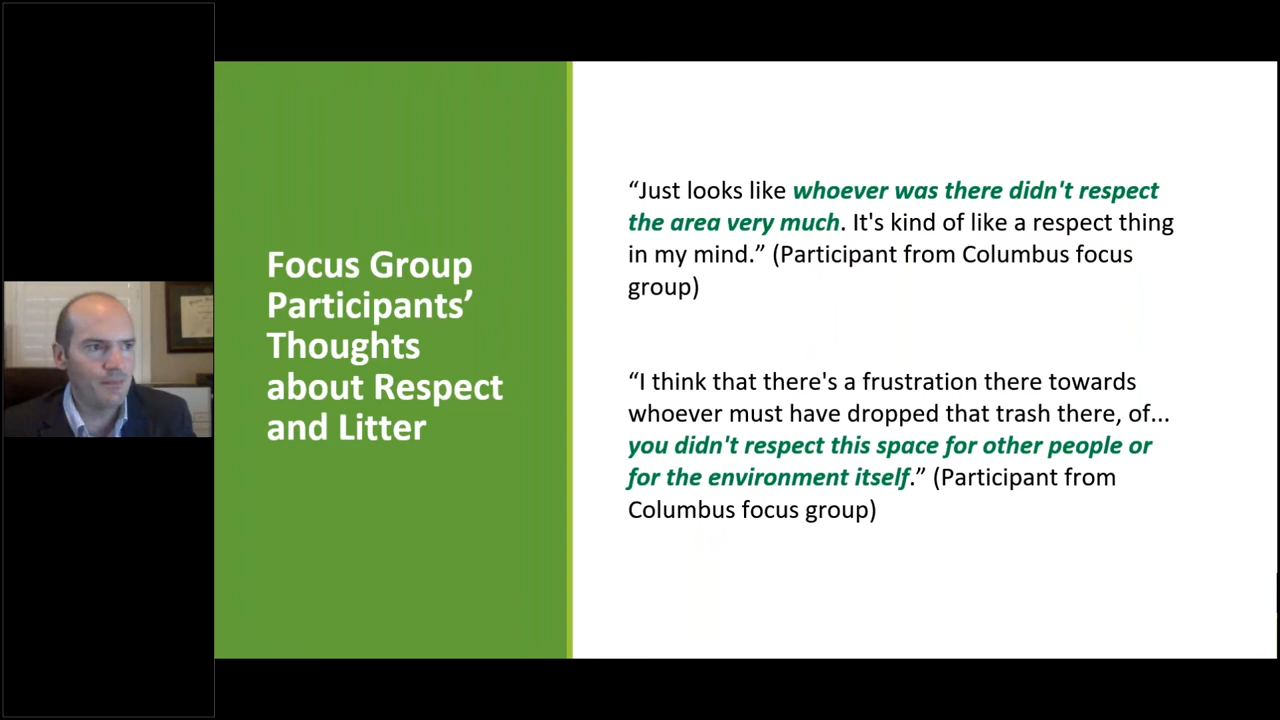 Focus Group
Participants’
Thoughts
about Respect
and Litter
“Just looks like whoever was there didn't respect
the area very much. It's kind of like a respect thing
in my mind.” (Participant from Columbus focus
group)
“I think that there's a frustration there towards
whoever must have dropped that trash there, of...
you didn't respect this space for other people or
for the environment itself.” (Participant from
Columbus focus group)